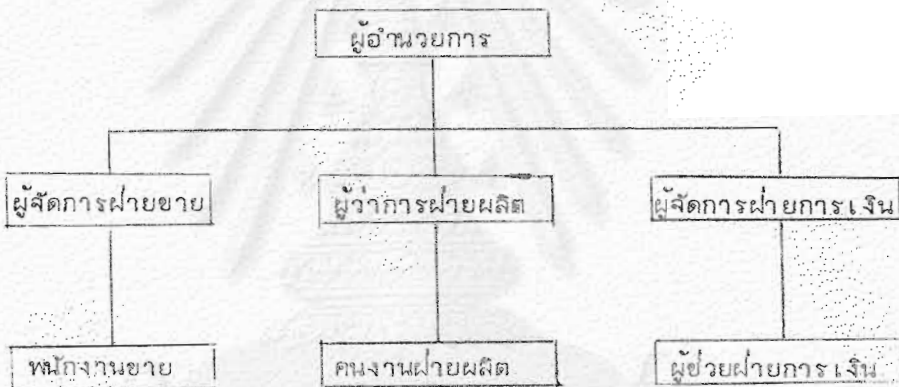 ผู้อำนวยการ
ผู้จัดการฝ่ายขาย
ผู้ว่าการฝ่ายผลิต
ผู้จัดการฝ่ายการเงิน
พนักงานขาย
คนงานฝ่ายผลิต
ผู้ช่วยฝ่ายการเงิน